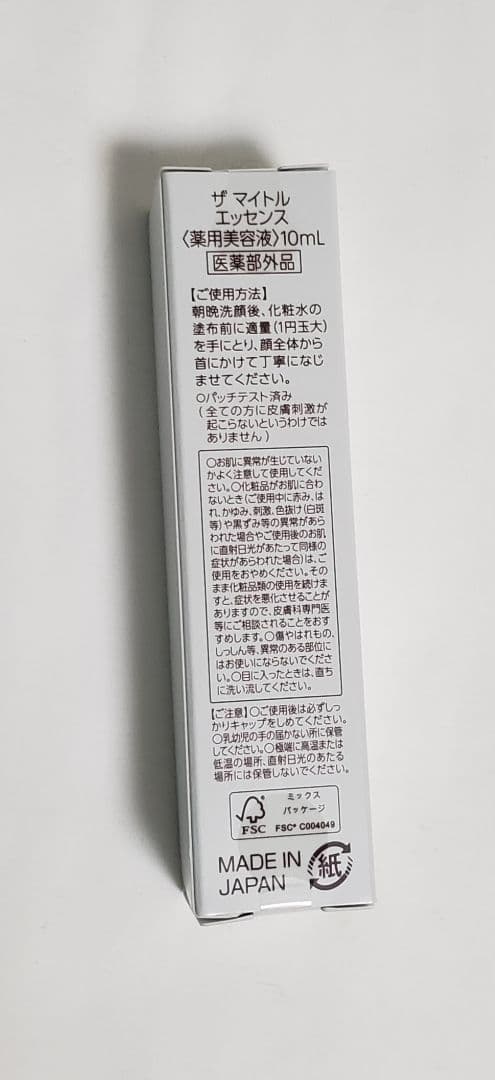 ザ マイトル
エッセンス
〈薬用美容液〉10mL
医薬部外品
【ご使用方法】
朝晩洗顔後、化粧水の
塗布前に適量(1円玉大)
を手にとり、顔全体から
首にかけて丁寧になじ
ませてください。
○パッチテスト済み
(全ての方に皮膚刺激が
起こらないというわけでは
ありません)
○お肌に異常が生じていない
かよく注意して使用してくだ
さい。○化粧品がお肌に合わ
ないとき(ご使用中に赤み、は
れ、かゆみ、刺激、色抜け(白斑
等)や黒ずみ等の異常があら
われた場合やご使用後のお肌
に直射日光があたって同様の
症状があらわれた場合)は、ご
使用をおやめください。その
まま化粧品類の使用を続けま
すと、症状を悪化させることが
ありますので、皮膚科専門医
等にご相談されることをおす
すめします。○傷やはれもの、
しっしん等、異常のある部位に
はお使いにならないでくださ
い。○目に入ったときは、直ち
に洗い流してください。
【ご注意】○ご使用後は必ずしっ
かりキャップをしめてください。
○乳幼児の手の届かない所に保管
してください。○極端に高温または
低温の場所、直射日光のあたる
場所には保管しないでください。
FSC
ミックス
パッケージ
FSC® C004049
MADE IN
JAPAN
紙